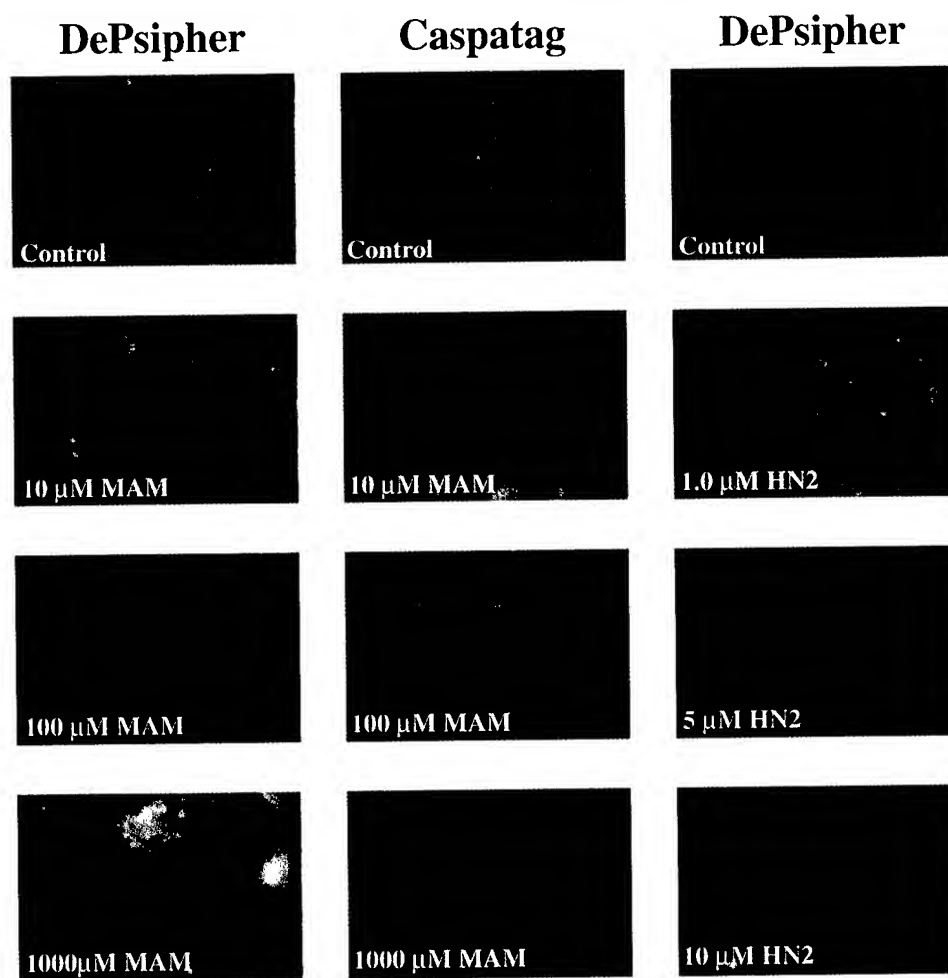 DePsipher Caspatag DePsipher
Control Control Control
10 μM MAM 10 μM MAM 1.0 μM HN2
100 μM MAM 100 μM MAM 5 μM HN2
1000μM MAM 1000 μM MAM 10 μM HN2